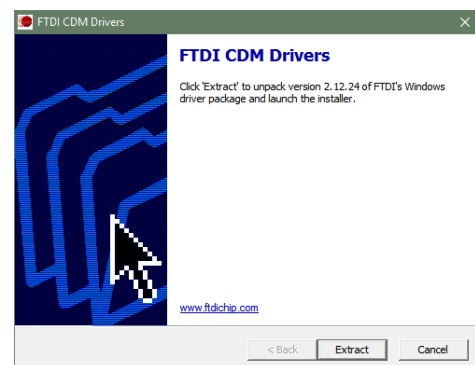 FTDI CDM Drivers
FTDI CDM Drivers
Click 'Extract' to unpack version 2.12.24 of FTDI's Windows
driver package and launch the installer.
www.ftdichip.com
< Back
Extract
Cancel